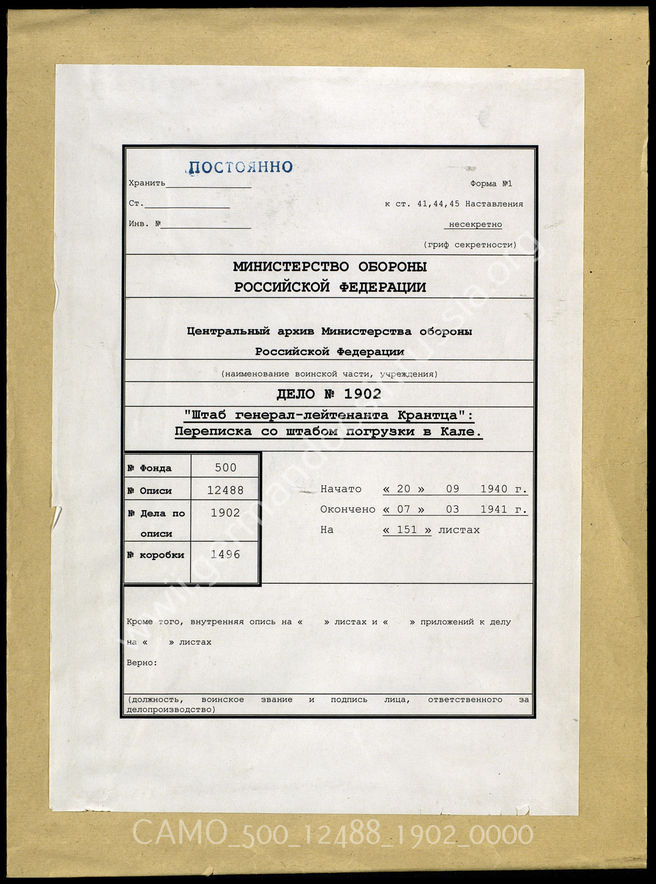 ПОСТОЯННО
Хранить
Форма №1
Ст.
к ст. 41,44,45 Наставления
Инв. №
несекретно
(гриф секретности)
МИНИСТЕРСТВО ОБОРОНЫ
РОССИЙСКОЙ ФЕДЕРАЦИИ
Центральный архив Министерства обороны
Российской Федерации
(наименование воинской части, учреждения)
ДЕЛО № 1902
"Штаб генерал-лейтенанта Крантца":
Переписка со штабом погрузки в Кале.
№ Фонда 500
№ Описи 12488
№ Дела по 1902
описи
№ коробки 1496
Начато « 20 » 09 1940 г.
Окончено « 07 » 03 1941 г.
На « 151 » листах
Кроме того, внутренняя опись на « » листах и « » приложений к делу
на « » листах
Верно:
(должность, воинское звание и подпись лица, ответственного за
делопроизводство)
CAMO_500_12488_1902_0000